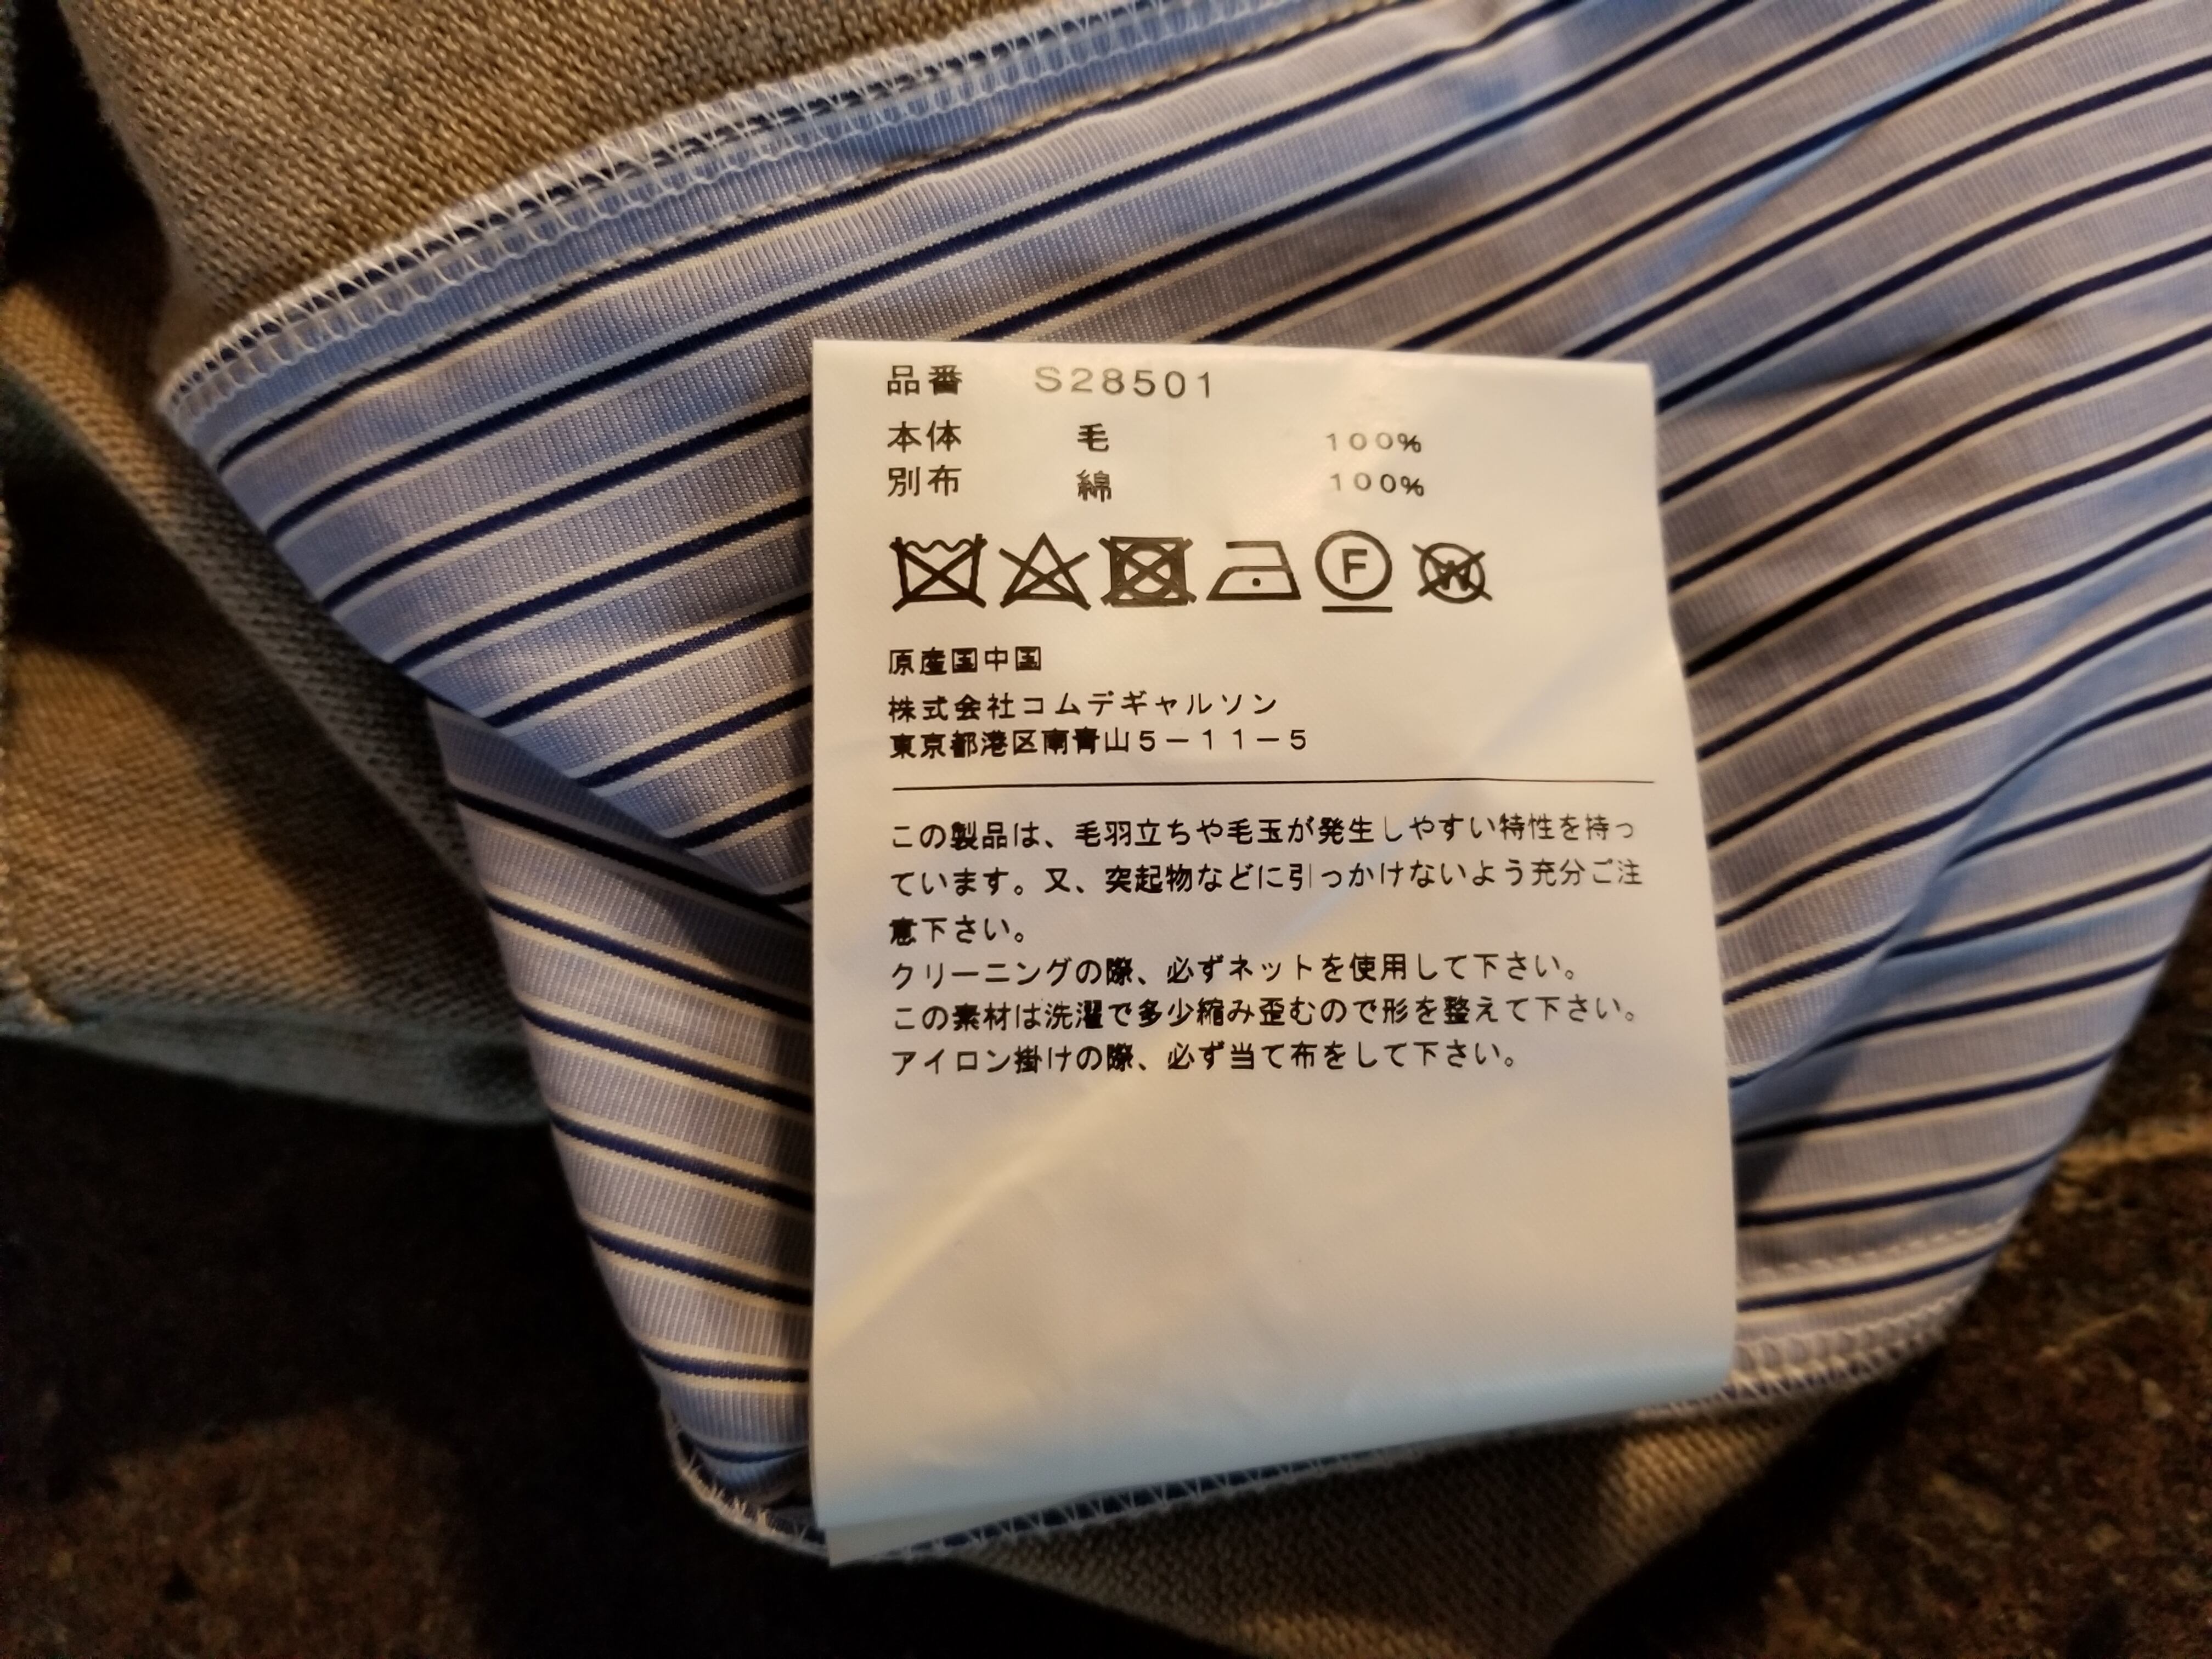 品番 S28501
本体 毛 100%
別布 綿 100%
F W
原産国中国
株式会社コムデギャルソン
東京都港区南青山5-11-5
この製品は、毛羽立ちや毛玉が発生しやすい特性を持っ
ています。又、突起物などに引っかけないよう充分ご注
意下さい。
クリーニングの際、必ずネットを使用して下さい。
この素材は洗濯で多少縮み歪むので形を整えて下さい。
アイロン掛けの際、必ず当て布をして下さい。